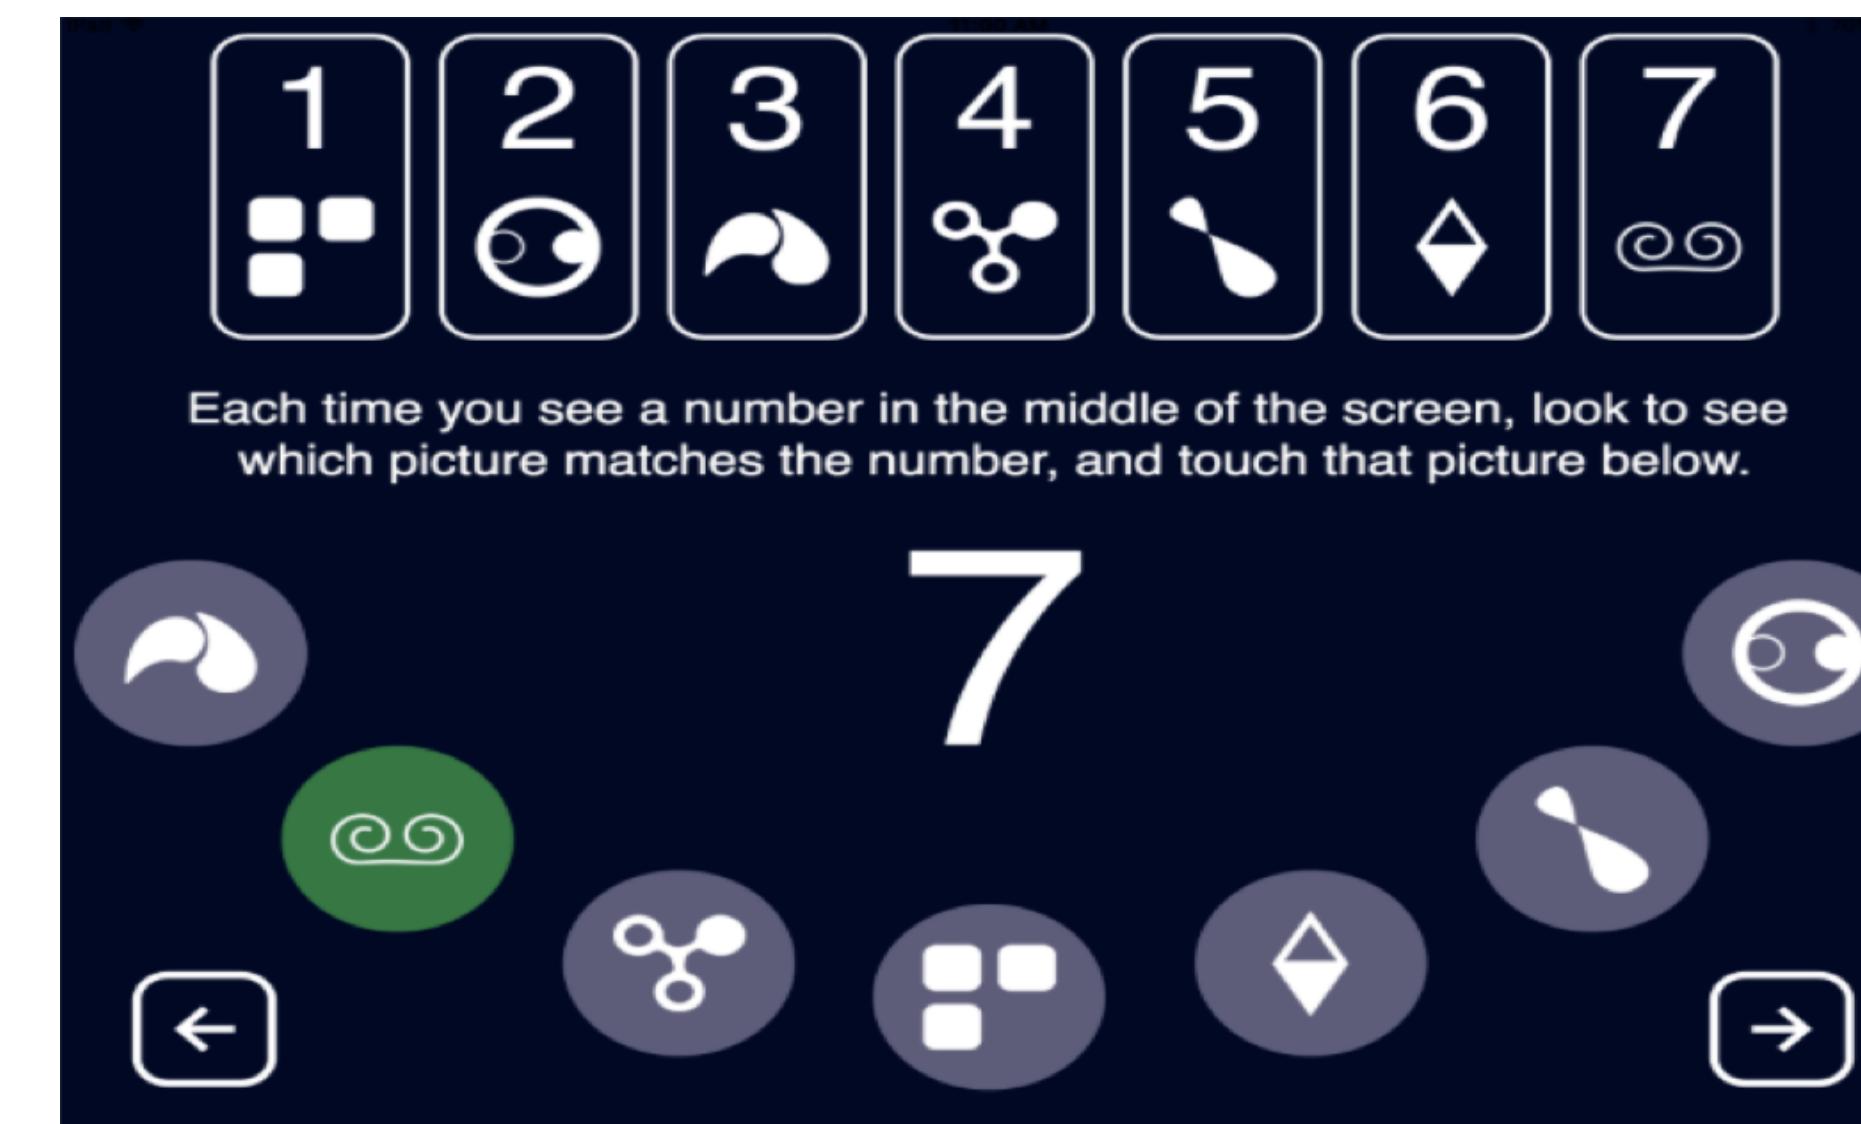 1 2 3 4 5 6 7
Each time you see a number in the middle of the screen, look to see
which picture matches the number, and touch that picture below.
7